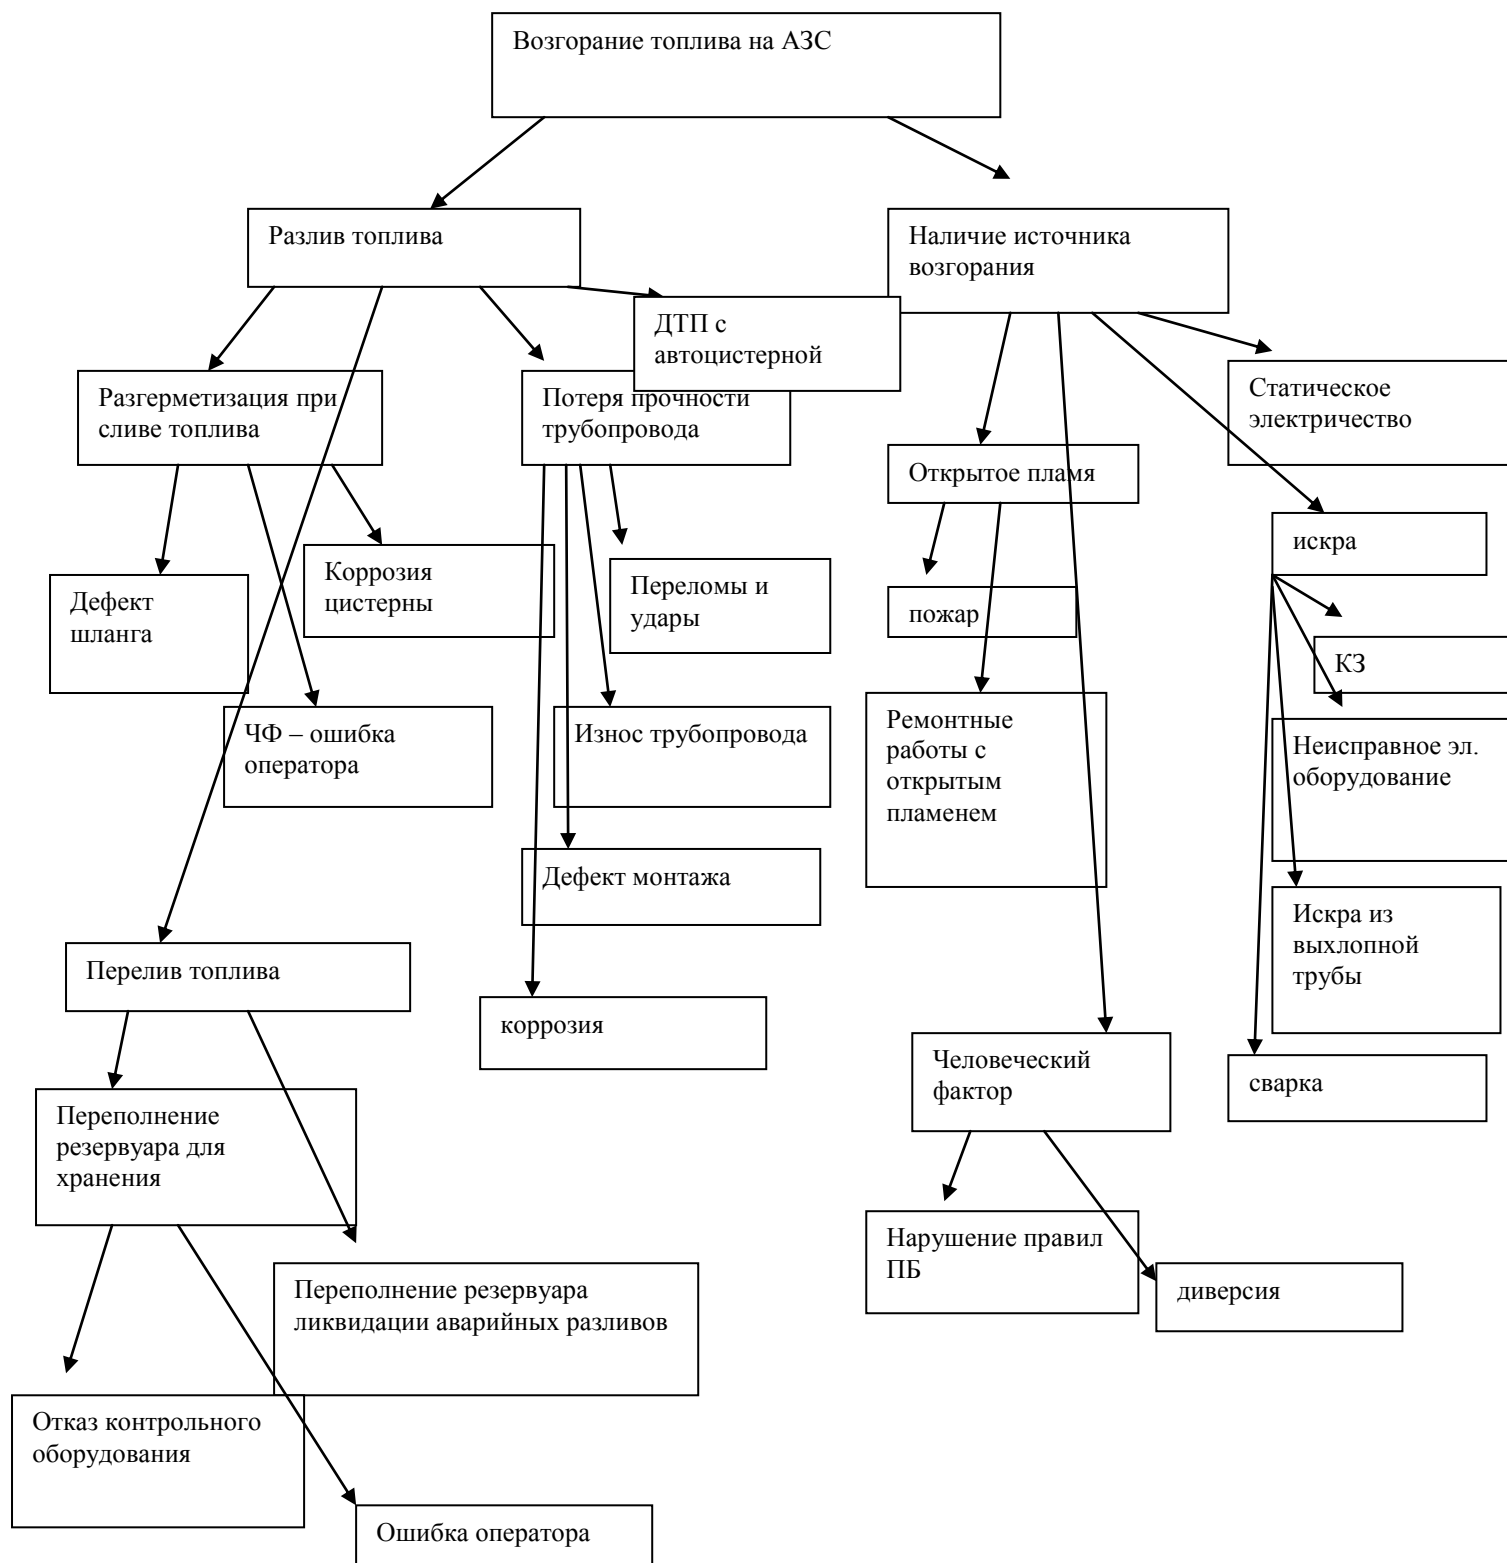 Возгорание топлива на АЗС
Разлив топлива
Наличие источника
возгорания
ДТП с
автоцистерной
Разгерметизация при
сливе топлива
Потеря прочности
трубопровода
Статическое
электричество
Открытое пламя
искра
Дефект
шланга
Коррозия
цистерны
Переломы и
удары
пожар
КЗ
ЧФ – ошибка
оператора
Износ трубопровода
Ремонтные
работы с
открытым
пламенем
Неисправное эл.
оборудование
Дефект монтажа
Искра из
выхлопной
трубы
Перелив топлива
коррозия
Человеческий
фактор
сварка
Переполнение
резервуара для
хранения
Нарушение правил
ПБ
диверсия
Переполнение резервуара
ликвидации аварийных разливов
Отказ контрольного
оборудования
Ошибка оператора